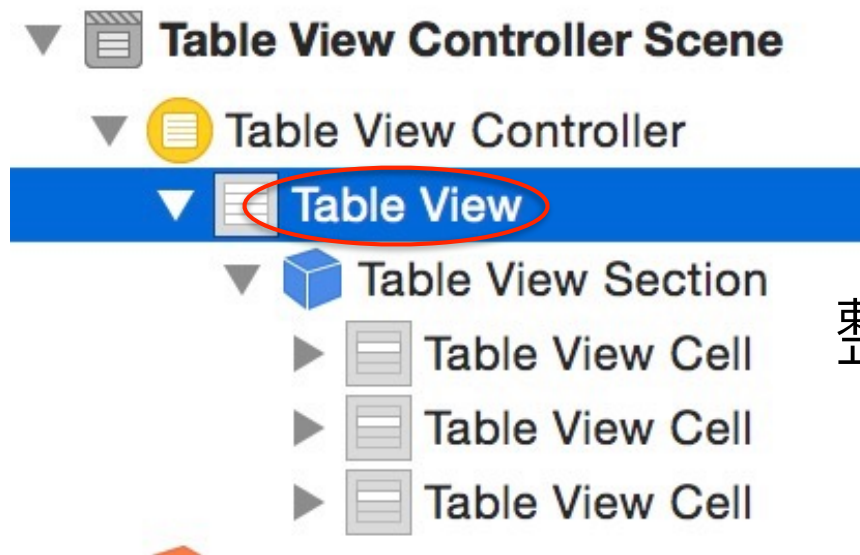 Table View Controller Scene
Table View Controller
Table View
Table View Section
Table View Cell
Table View Cell
Table View Cell